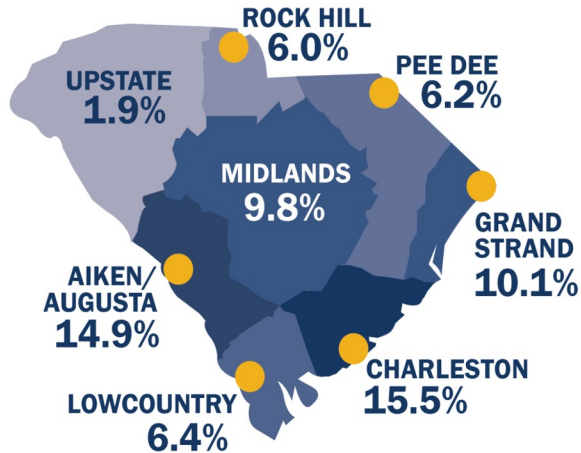 ROCK HILL
6.0%
PEE DEE
6.2%
UPSTATE
1.9%
MIDLANDS
9.8%
GRAND
STRAND
10.1%
AIKEN/
AUGUSTA
14.9%
CHARLESTON
15.5%
LOWCOUNTRY
6.4%